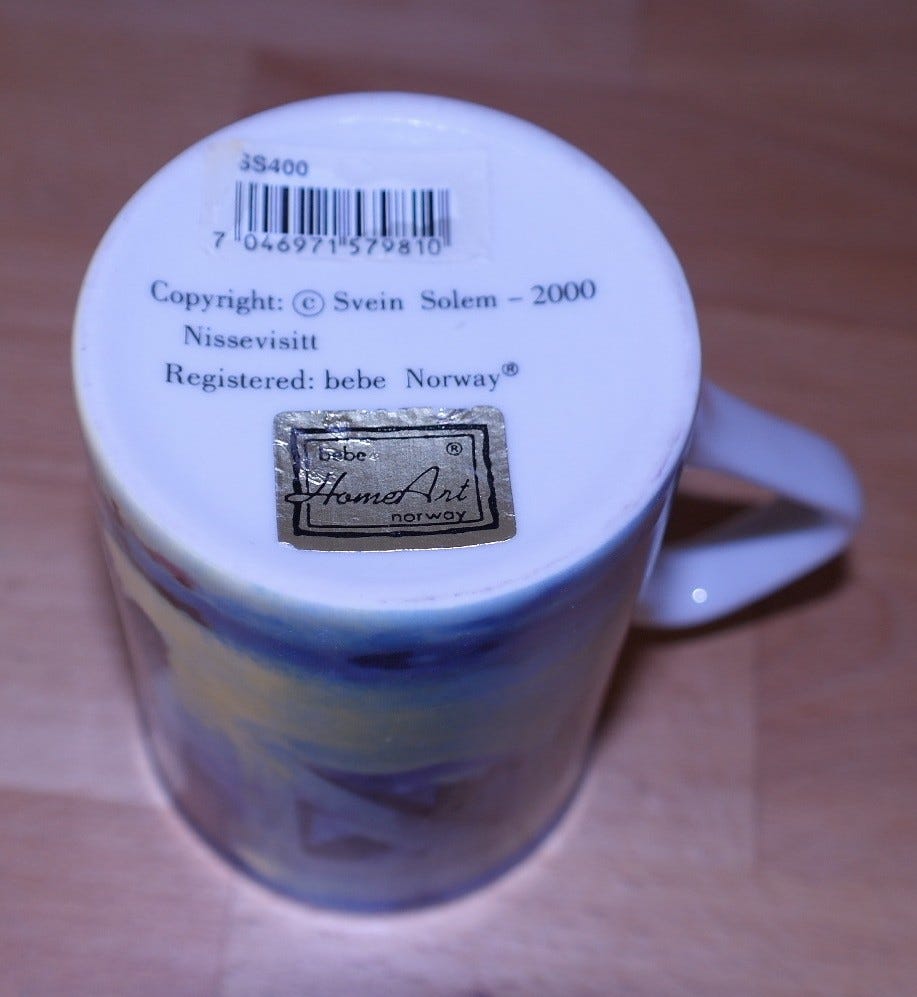 SS400
7 046971 579810
Copyright: © Svein Solem – 2000
Nissevisitt
Registered: bebe Norway®
bebe ®
HomeArt
norway